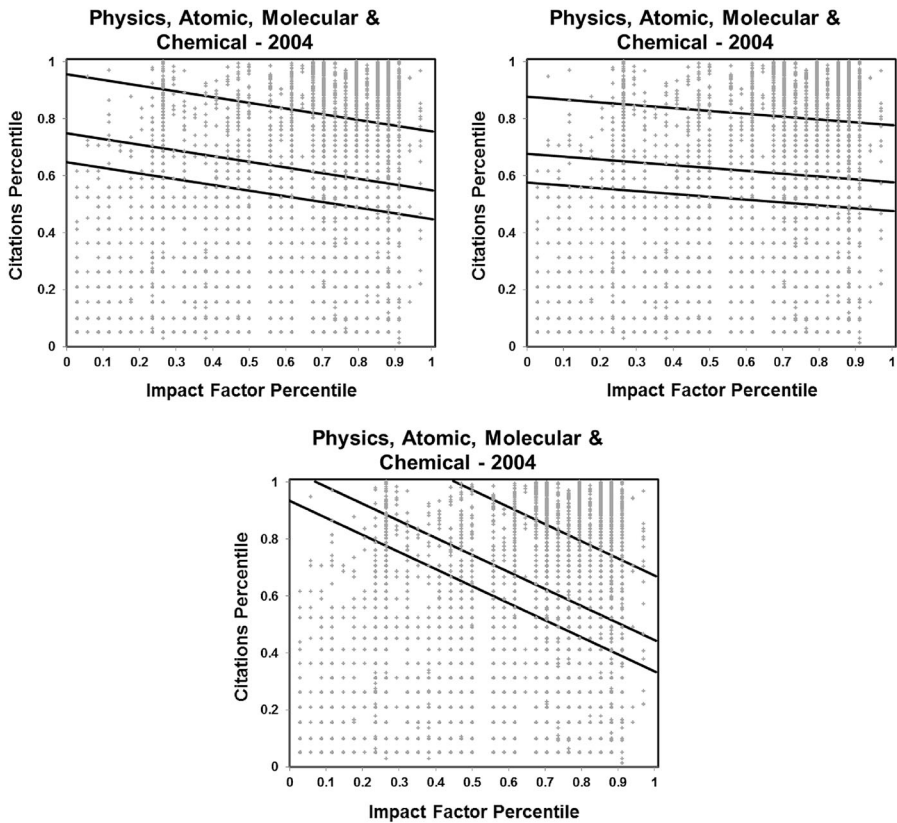 Physics, Atomic, Molecular &
Chemical - 2004
1
0.8
0.6
0.4
0.2
0
Citations Percentile
0 0.1 0.2 0.3 0.4 0.5 0.6 0.7 0.8 0.9 1
Impact Factor Percentile
Physics, Atomic, Molecular &
Chemical - 2004
1
0.8
0.6
0.4
0.2
0
Citations Percentile
0 0.1 0.2 0.3 0.4 0.5 0.6 0.7 0.8 0.9 1
Impact Factor Percentile
Physics, Atomic, Molecular &
Chemical - 2004
1
0.8
0.6
0.4
0.2
0
Citations Percentile
0 0.1 0.2 0.3 0.4 0.5 0.6 0.7 0.8 0.9 1
Impact Factor Percentile